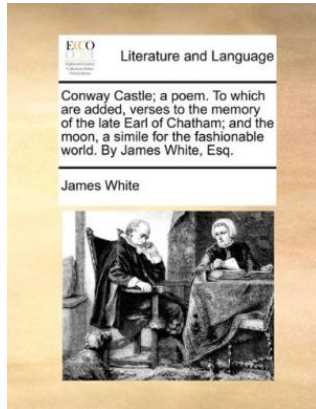 ECCO
Literature and Language
Conway Castle; a poem. To which
are added, verses to the memory
of the late Earl of Chatham; and the
moon, a simile for the fashionable
world. By James White, Esq.
James White